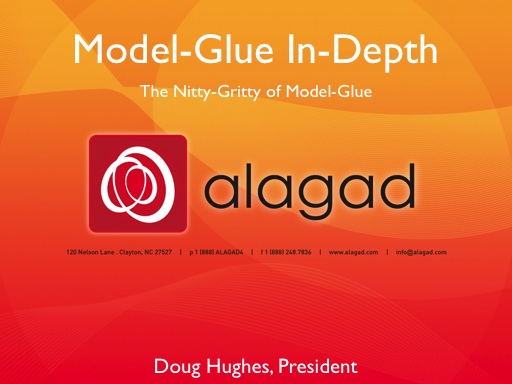 Model-Glue In-Depth
The Nitty-Gritty of Model-Glue
alagad
120 Nelson Lane . Clayton, NC 27527 | p 1 (888) ALAGAD4 | f 1 (888) 248.7836 | www.alagad.com | info@alagad.com
Doug Hughes, President